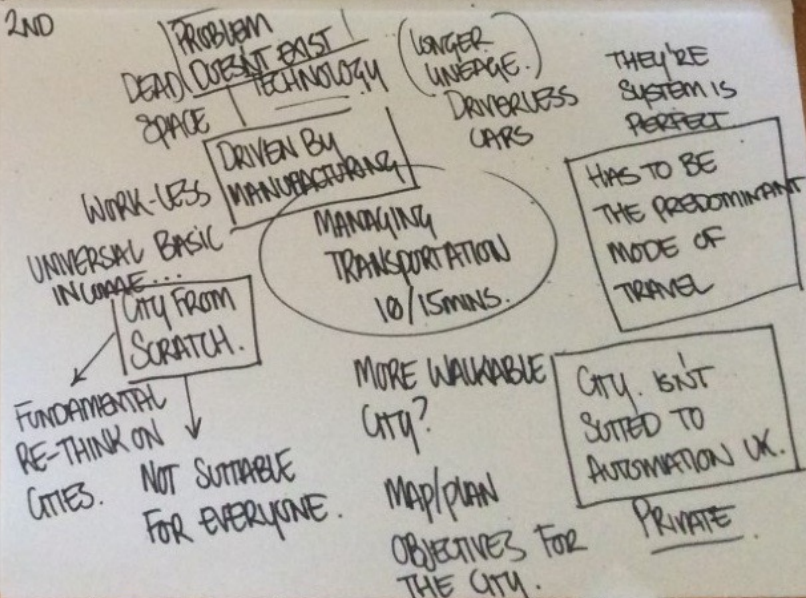 2ND
PROBLEM
DOESN'T EXIST
DEAD
SPACE
TECHNOLOGY
(LONGER
LINEAGE.)
DRIVERLESS
CARS
THEY'RE
SYSTEM IS
PERFECT
DRIVEN BY
MANUFACTURING
HAS TO BE
THE PREDOMINANT
MODE OF
TRAVEL
WORK-LESS
UNIVERSAL BASIC
INCOME...
MANAGING
TRANSPORTATION
10/15MINS.
CITY FROM
SCRATCH.
FUNDAMENTAL
RE-THINK ON
CITIES.
NOT SUITABLE
FOR EVERYONE.
MORE WALKABLE
CITY?
MAP/PLAN
OBJECTIVES FOR
THE CITY.
CITY. ISN'T
SUITED TO
AUTOMATION UK.
PRIVATE